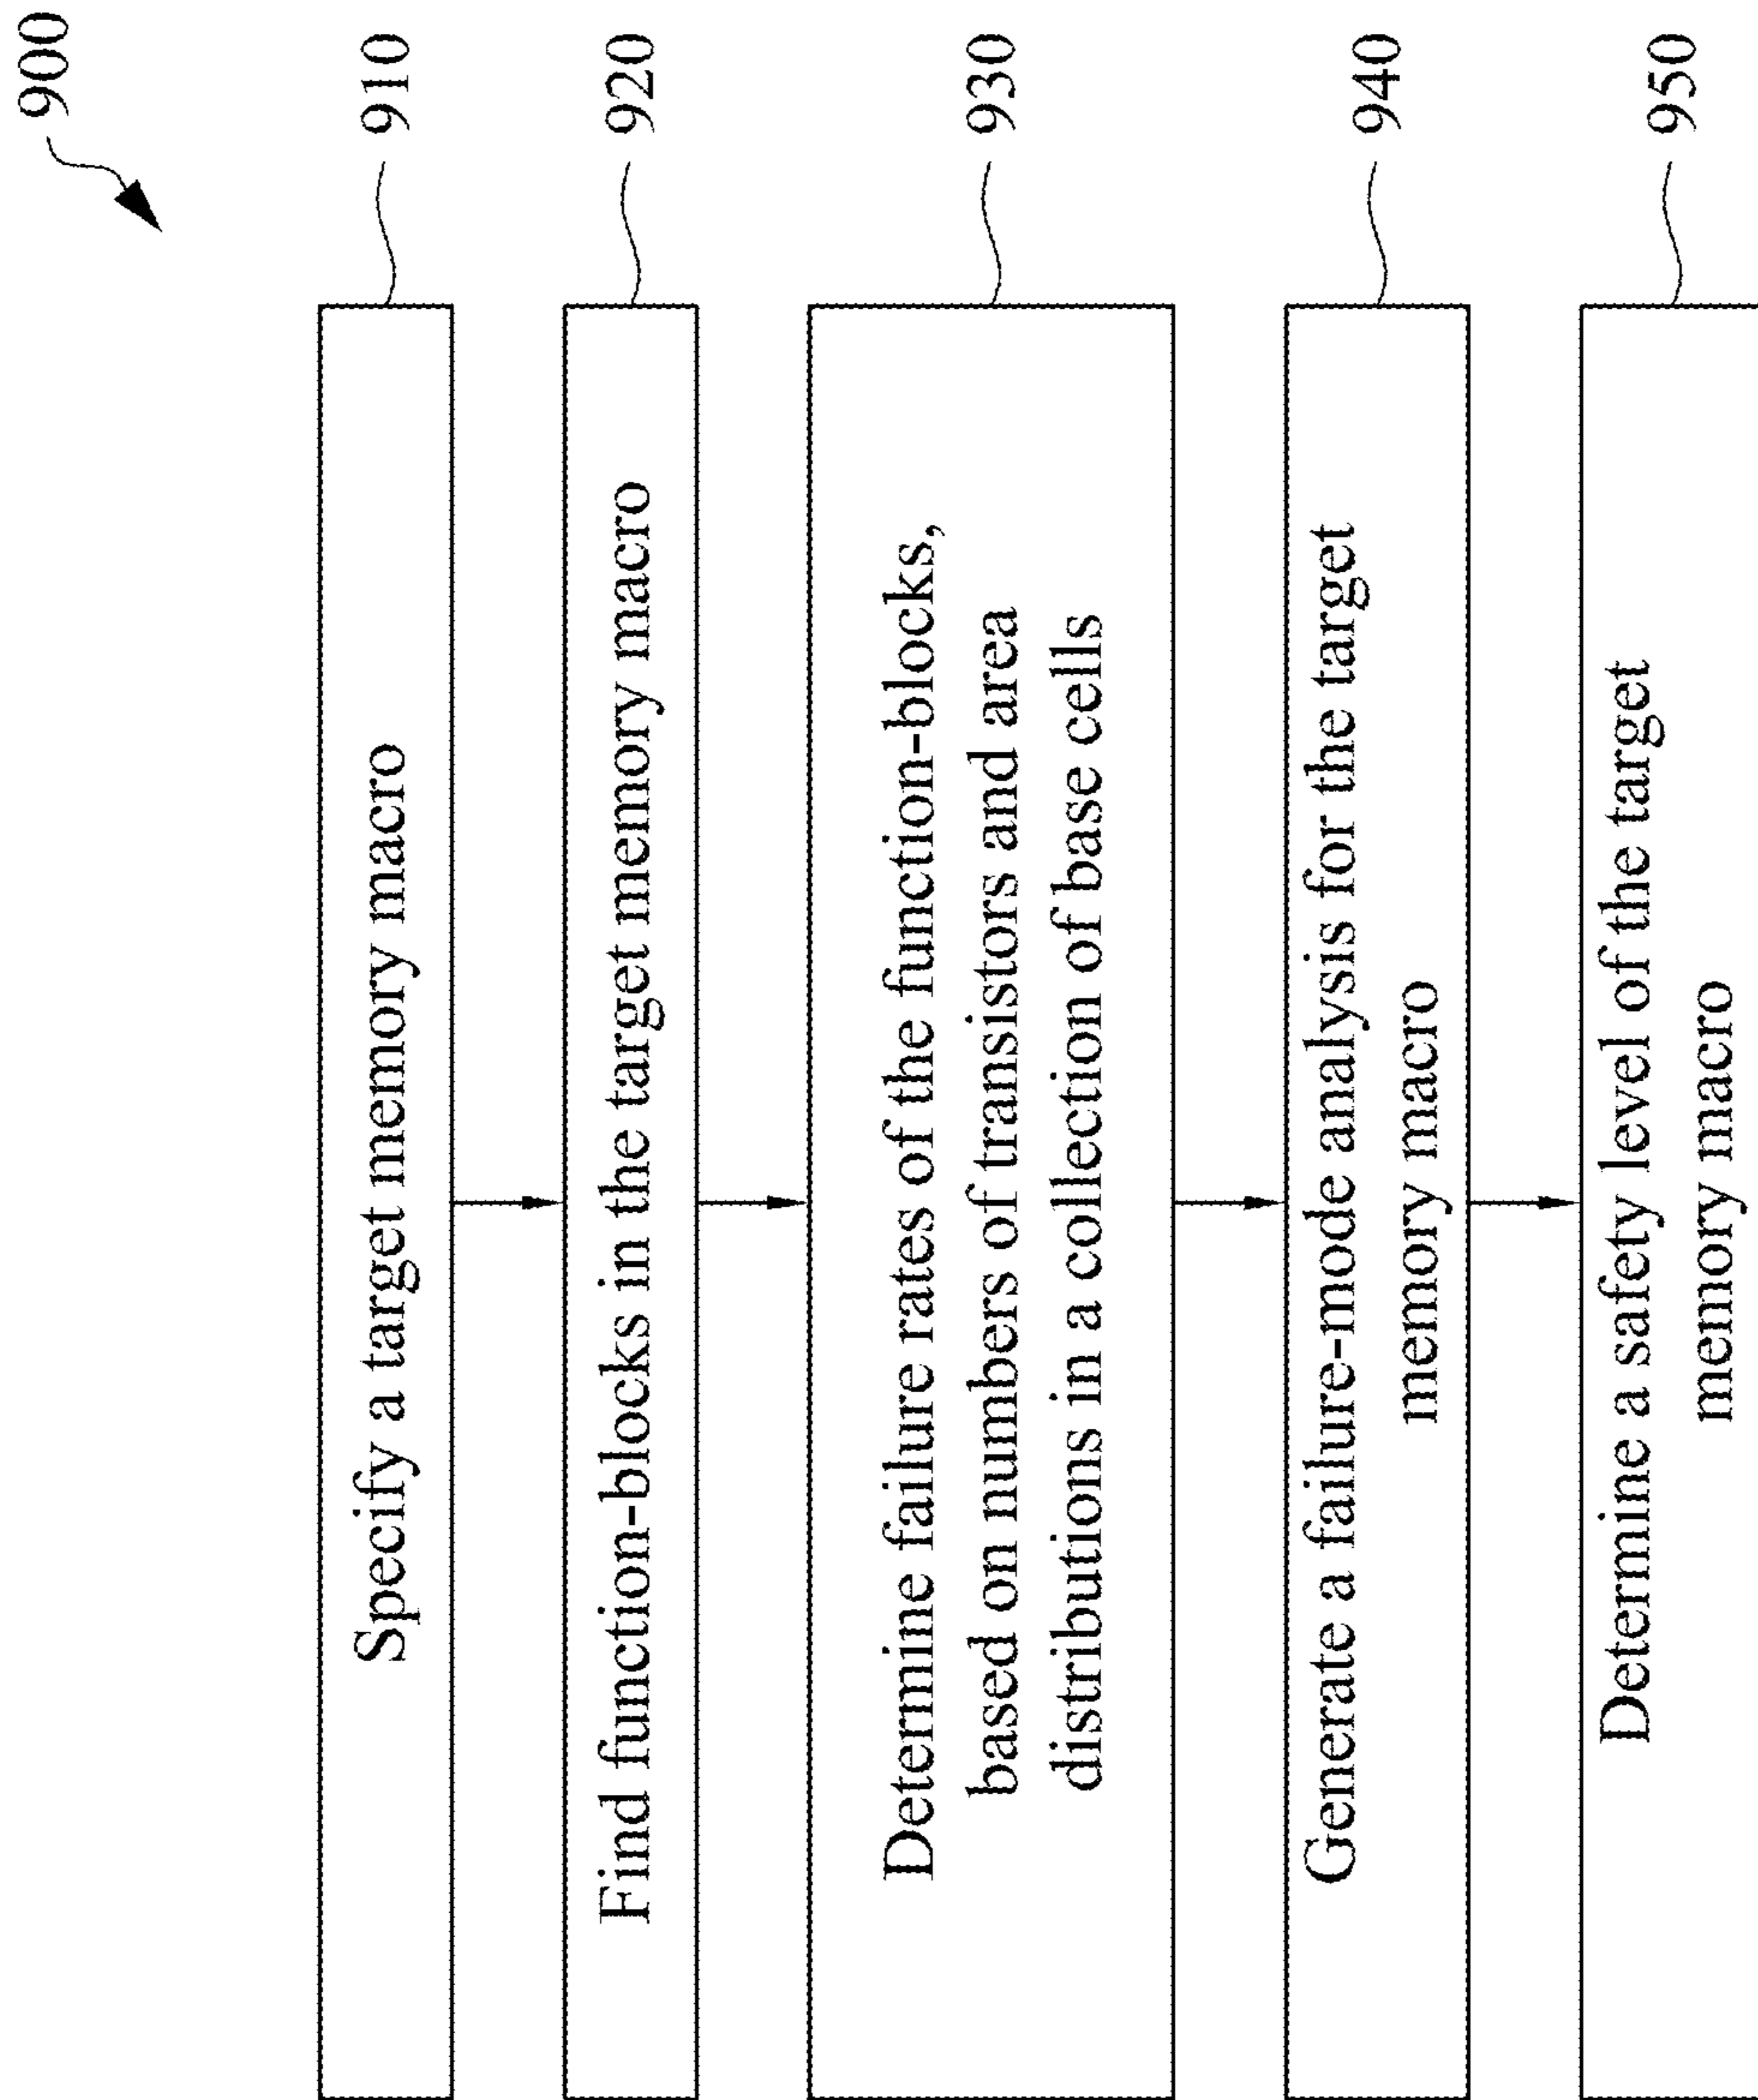 900
Specify a target memory macro
910
Find function-blocks in the target memory macro
920
Determine failure rates of the function-blocks,
based on numbers of transistors and area
distributions in a collection of base cells
930
Generate a failure-mode analysis for the target
memory macro
940
Determine a safety level of the target
memory macro
950